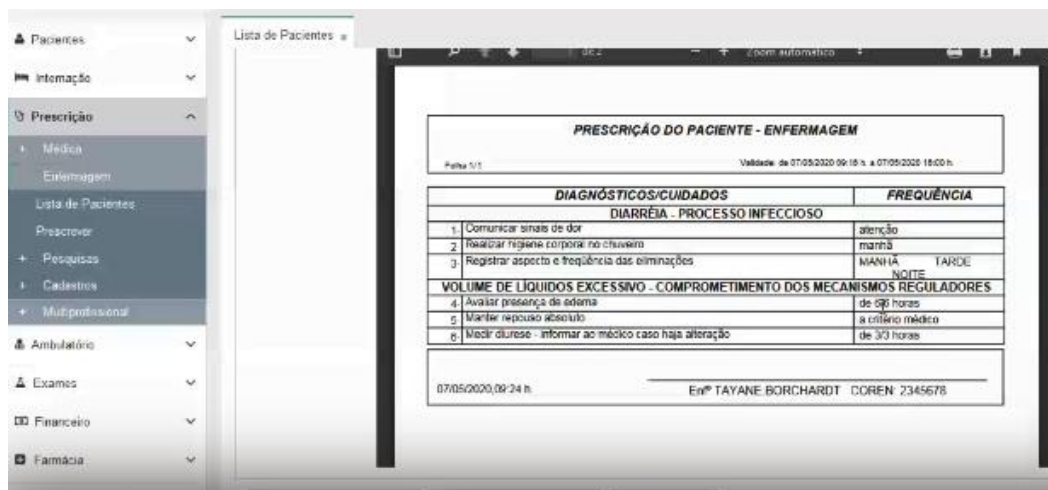 Pacientes
Internação
Prescrição
+ Médica
Enfermagem
Lista de Pacientes
Prescrever
+ Pesquisas
+ Cadastros
+ Multiprofissional
Ambulatório
Exames
Financeiro
Farmácia
Lista de Pacientes x
de 2 − + Zoom automático
PRESCRIÇÃO DO PACIENTE - ENFERMAGEM
Folha 1/1 Validade: de 07/05/2020 09:16 h. a 07/05/2020 18:00 h.
DIAGNÓSTICOS/CUIDADOS FREQUÊNCIA
DIARRÉIA - PROCESSO INFECCIOSO
1- Comunicar sinais de dor atenção
2- Realizar higiene corporal no chuveiro manhã
3- Registrar aspecto e freqüência das eliminações MANHÃ TARDE
NOITE
VOLUME DE LÍQUIDOS EXCESSIVO - COMPROMETIMENTO DOS MECANISMOS REGULADORES
4- Avaliar presença de edema de 6/6 horas
5- Manter repouso absoluto a critério médico
6- Medir diurese - informar ao médico caso haja alteração de 3/3 horas
07/05/2020,09:24 h. Enfº TAYANE BORCHARDT COREN: 2345678